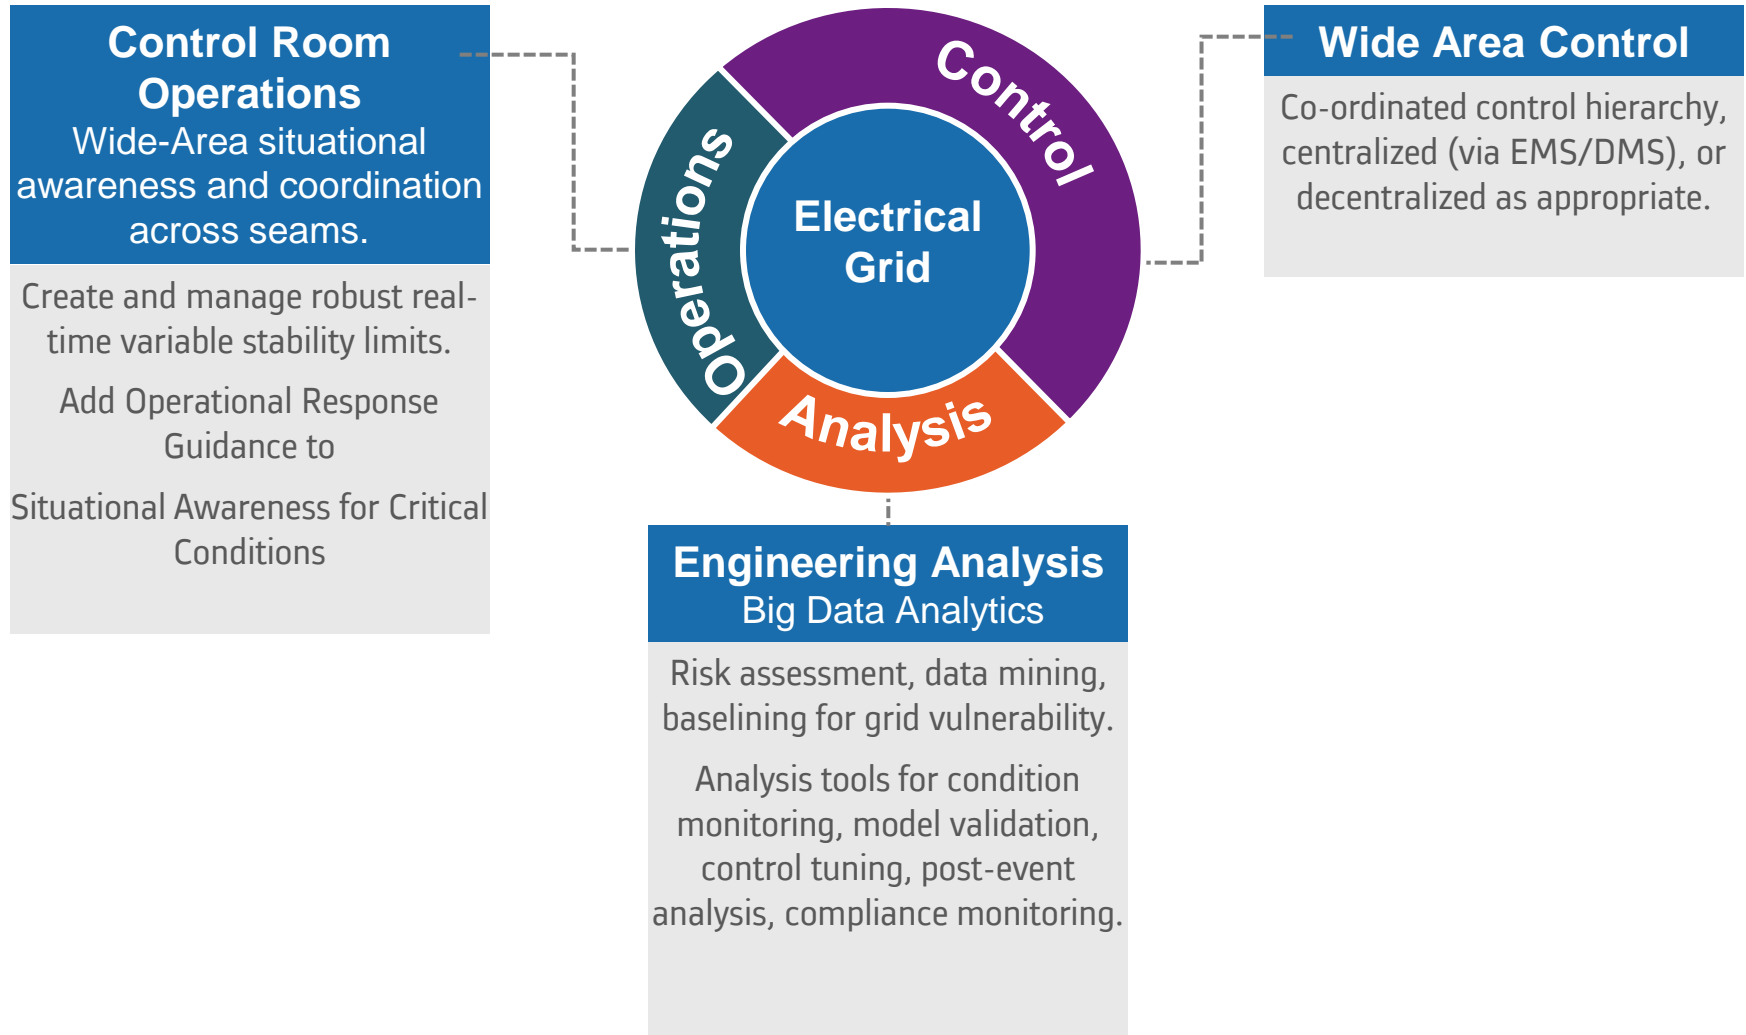 Control Room
Operations
Wide-Area situational
awareness and coordination
across seams.
Create and manage robust real-
time variable stability limits.
Add Operational Response
Guidance to
Situational Awareness for Critical
Conditions
Operations
Control
Analysis
Electrical
Grid
Wide Area Control
Co-ordinated control hierarchy,
centralized (via EMS/DMS), or
decentralized as appropriate.
Engineering Analysis
Big Data Analytics
Risk assessment, data mining,
baselining for grid vulnerability.
Analysis tools for condition
monitoring, model validation,
control tuning, post-event
analysis, compliance monitoring.